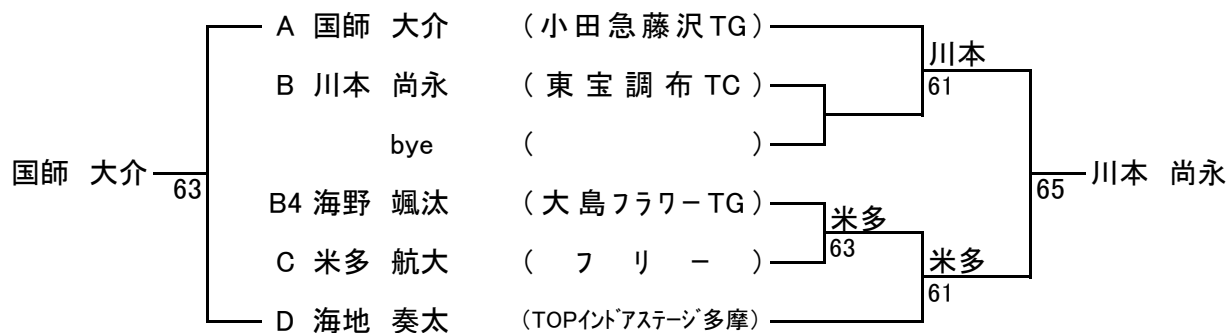 A 国師 大介 (小田急藤沢TG)
川本
B 川本 尚永 (東宝調布TC)
61
bye ( )
国師 大介
63
川本 尚永
65
B4 海野 颯汰 (大島フラワーTG)
米多
C 米多 航大 (フリー)
63
米多
61
D 海地 奏太 (TOPインドアステージ多摩)